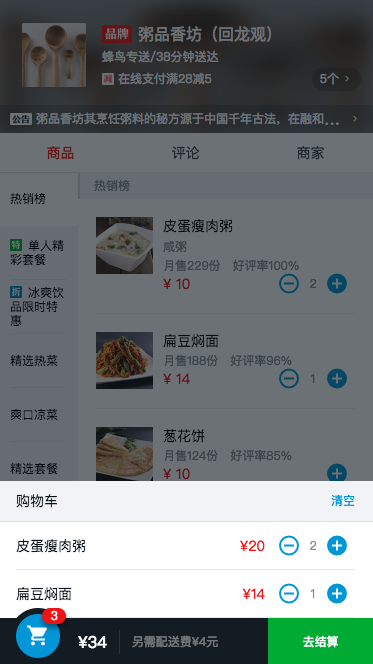 品牌 粥品香坊（回龙观）
蜂鸟专送/38分钟送达
减 在线支付满28减5
5个 >
公告 粥品香坊其烹饪粥料的秘方源于中国千年古法，在融和... >
商品 评论 商家
热销榜
热销榜
特 单人精
彩套餐
折 冰爽饮
品限时特
惠
精选热菜
爽口凉菜
精选套餐
皮蛋瘦肉粥
咸粥
月售229份 好评率100%
¥ 10 2
扁豆焖面
月售188份 好评率96%
¥ 14 1
葱花饼
月售124份 好评率85%
¥ 10
购物车 清空
皮蛋瘦肉粥 ¥20 2
扁豆焖面 ¥14 1
3
¥34 另需配送费¥4元 去结算